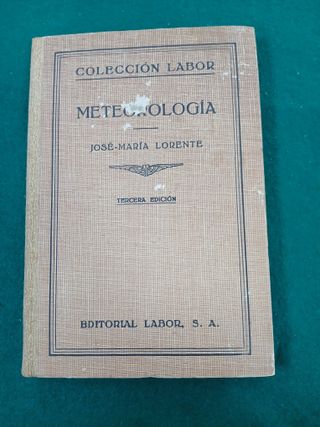 COLECCIÓN LABOR
METEOROLOGÍA
JOSÉ-MARÍA LORENTE
TERCERA EDICIÓN
EDITORIAL LABOR, S. A.